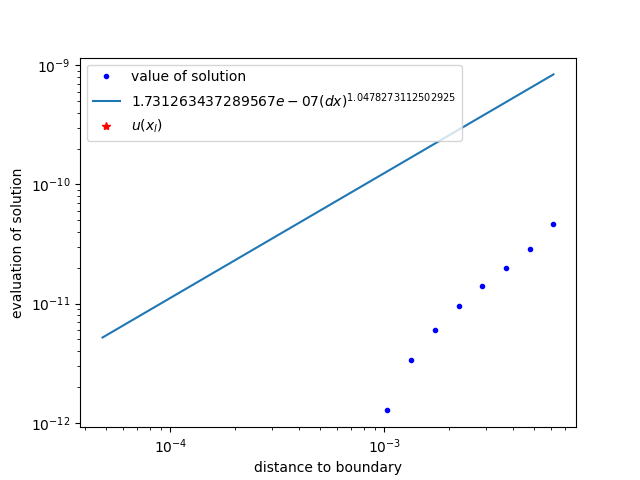 10⁻⁹
10⁻¹⁰
10⁻¹¹
10⁻¹²
evaluation of solution
value of solution
1.731263437289567e − 07(dx)^1.0478273112502925
u(x_l)
10⁻⁴
10⁻³
distance to boundary